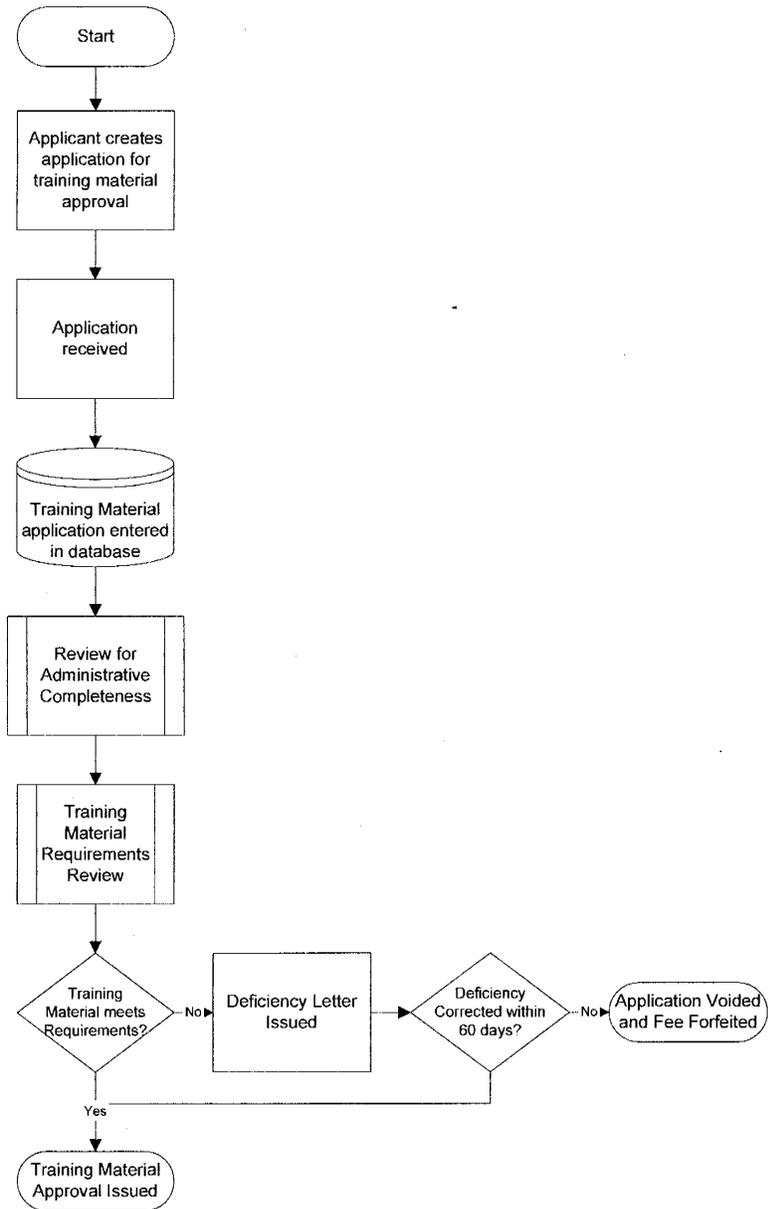 Start
Applicant creates
application for
training material
approval
Application
received
Training Material
application entered
in database
Review for
Administrative
Completeness
Training
Material
Requirements
Review
Training
Material meets
Requirements?
No
Deficiency Letter
Issued
Deficiency
Corrected within
60 days?
No
Application Voided
and Fee Forfeited
Yes
Training Material
Approval Issued